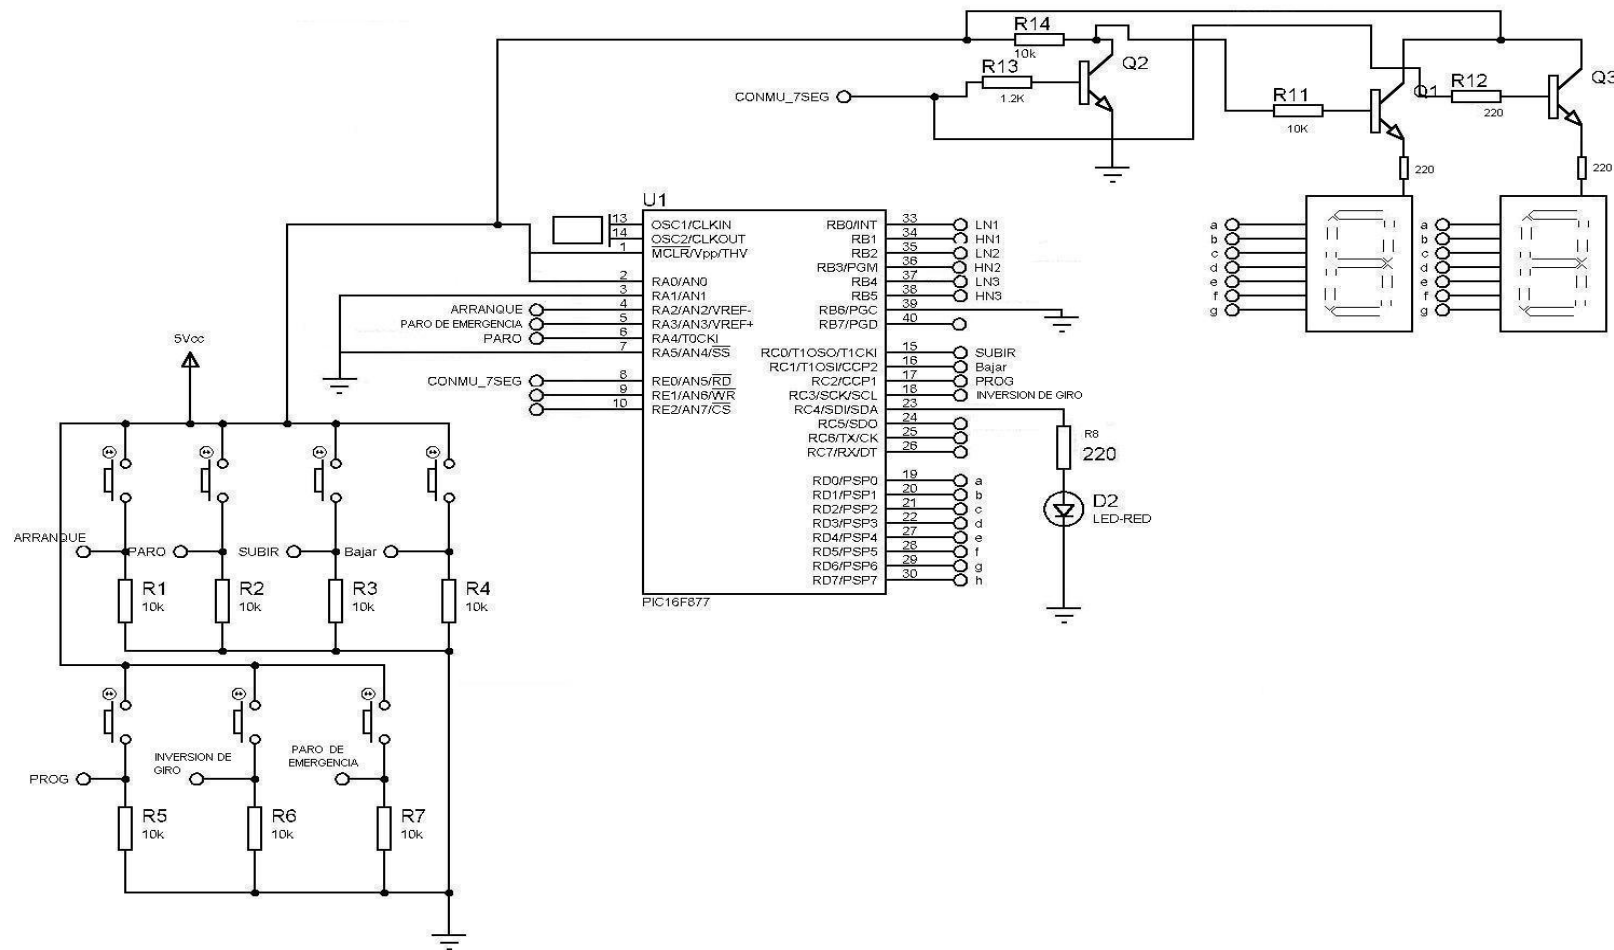 R14
10k
Q2
R13
1.2K
CONMU_7SEG
R11
10K
Q1
R12
220
Q3
220
220
U1
13 OSC1/CLKIN
14 OSC2/CLKOUT
1 MCLR/Vpp/THV
2 RA0/AN0
3 RA1/AN1
ARRANQUE 4 RA2/AN2/VREF-
PARO DE EMERGENCIA 5 RA3/AN3/VREF+
PARO 6 RA4/T0CKI
7 RA5/AN4/SS
CONMU_7SEG 8 RE0/AN5/RD
9 RE1/AN6/WR
10 RE2/AN7/CS
RB0/INT 33 LN1
RB1 34 HN1
RB2 35 LN2
RB3/PGM 36 HN2
RB4 37 LN3
RB5 38 HN3
RB6/PGC 39
RB7/PGD 40
RC0/T1OSO/T1CKI 15 SUBIR
RC1/T1OSI/CCP2 16 Bajar
RC2/CCP1 17 PROG
RC3/SCK/SCL 18 INVERSION DE GIRO
RC4/SDI/SDA 23
RC5/SDO 24
RC6/TX/CK 25
RC7/RX/DT 26
RD0/PSP0 19 a
RD1/PSP1 20 b
RD2/PSP2 21 c
RD3/PSP3 22 d
RD4/PSP4 27 e
RD5/PSP5 28 f
RD6/PSP6 29 g
RD7/PSP7 30 h
PIC16F877
R8
220
D2
LED-RED
a
b
c
d
e
f
g
a
b
c
d
e
f
g
5Vcc
ARRANQUE
PARO
SUBIR
Bajar
R1
10k
R2
10k
R3
10k
R4
10k
PROG
INVERSION DE
GIRO
PARO DE
EMERGENCIA
R5
10k
R6
10k
R7
10k